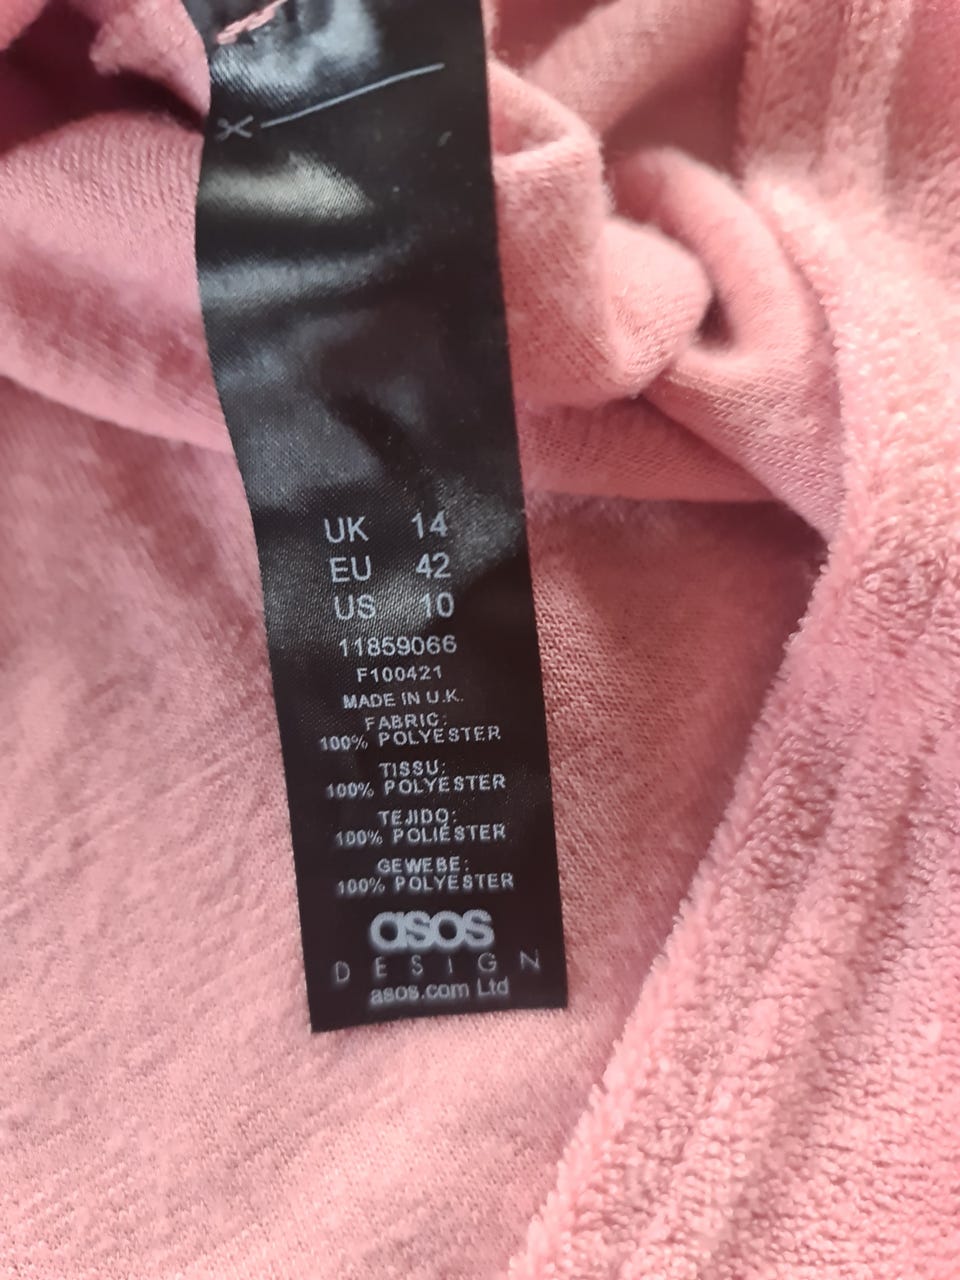 UK 14
EU 42
US 10
11859066
F100421
MADE IN U.K.
FABRIC:
100% POLYESTER
TISSU:
100% POLYESTER
TEJIDO:
100% POLIÉSTER
GEWEBE:
100% POLYESTER
asos
DESIGN
asos.com Ltd